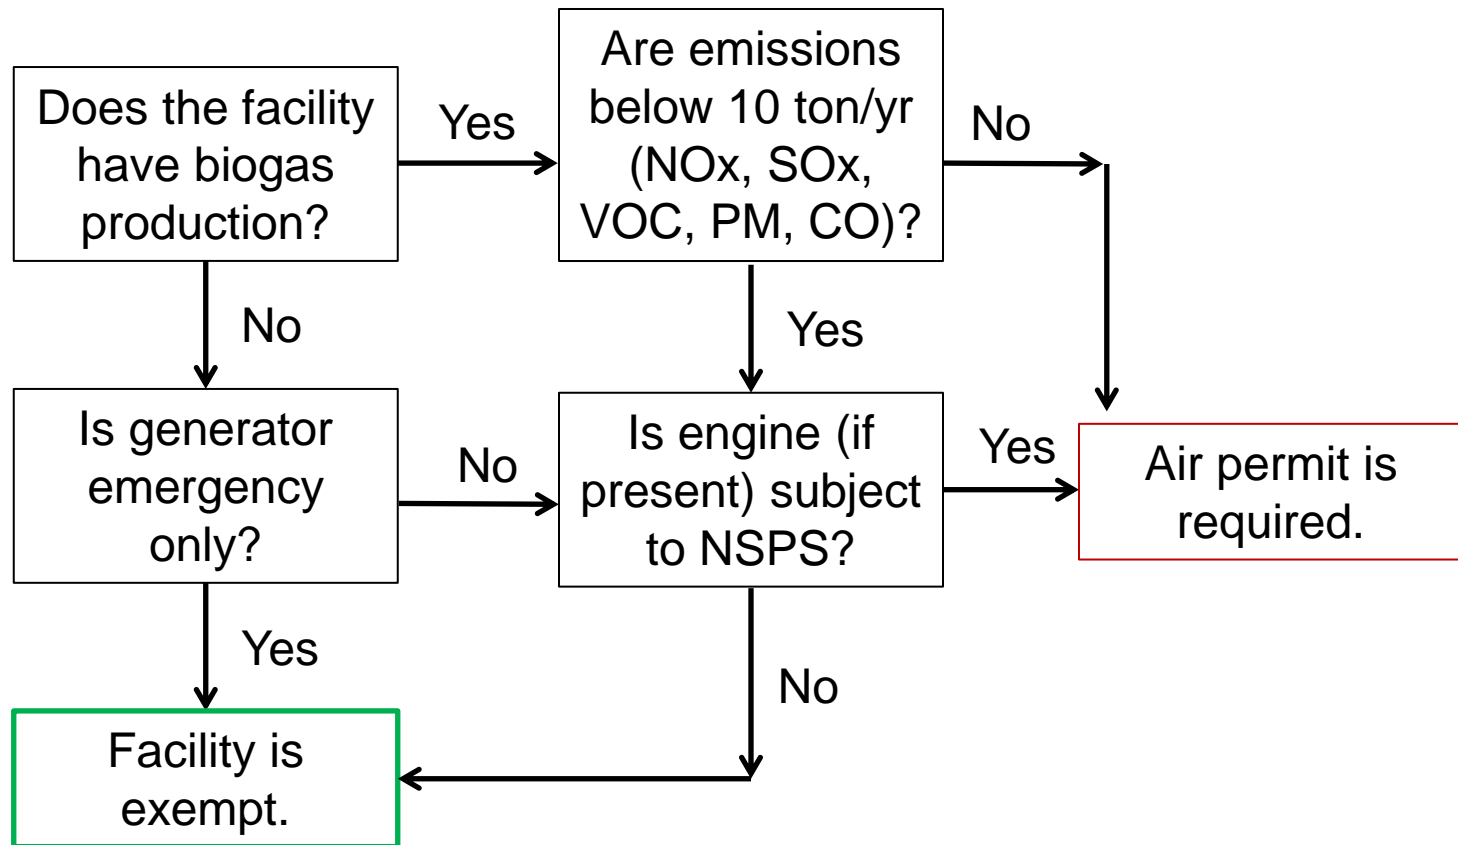 Does the facility
have biogas
production?
Yes
Are emissions
below 10 ton/yr
(NOx, SOx,
VOC, PM, CO)?
No
No
Yes
Is generator
emergency
only?
No
Is engine (if
present) subject
to NSPS?
Yes
Air permit is
required.
Yes
No
Facility is
exempt.